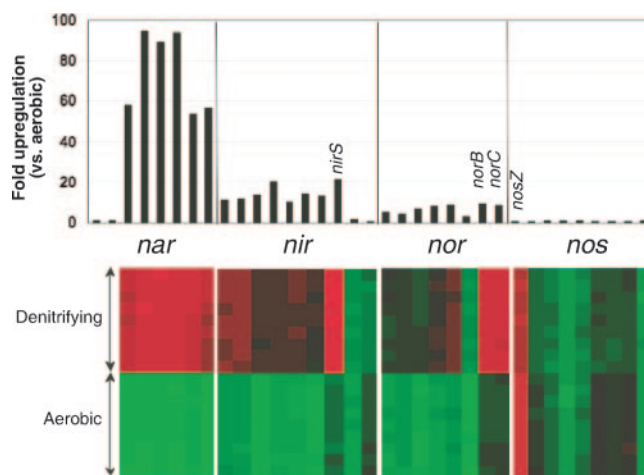 Fold upregulation
(vs. aerobic)
100
80
60
40
20
0
nirS
norB
norC
nosZ
nar nir nor nos
Denitrifying
Aerobic